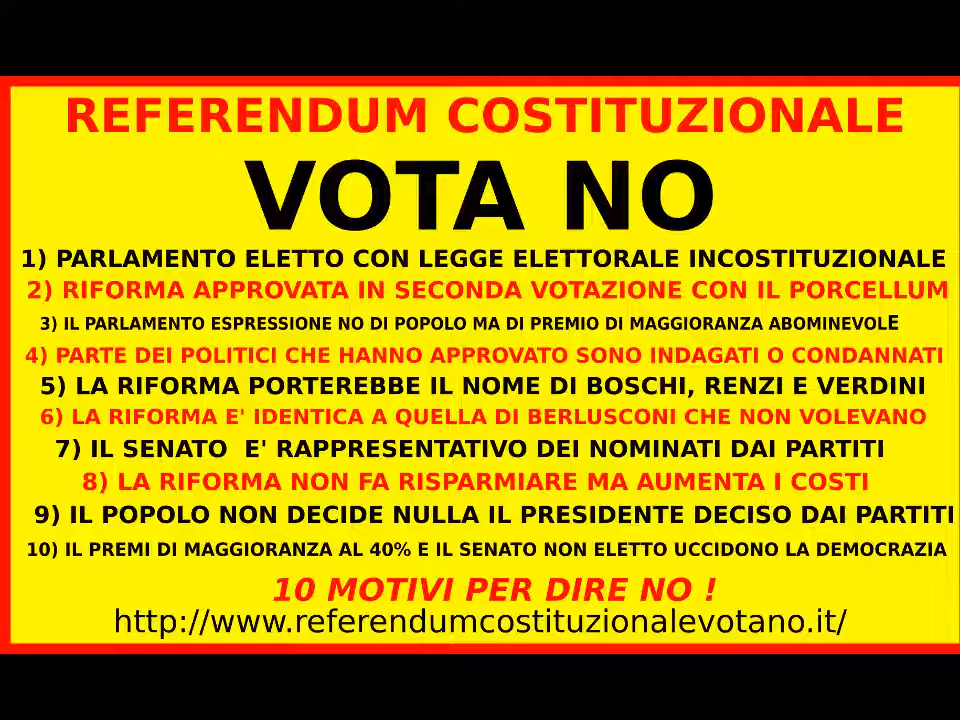 REFERENDUM COSTITUZIONALE
VOTA NO
1) PARLAMENTO ELETTO CON LEGGE ELETTORALE INCOSTITUZIONALE
2) RIFORMA APPROVATA IN SECONDA VOTAZIONE CON IL PORCELLUM
3) IL PARLAMENTO ESPRESSIONE NO DI POPOLO MA DI PREMIO DI MAGGIORANZA ABOMINEVOLE
4) PARTE DEI POLITICI CHE HANNO APPROVATO SONO INDAGATI O CONDANNATI
5) LA RIFORMA PORTEREBBE IL NOME DI BOSCHI, RENZI E VERDINI
6) LA RIFORMA E' IDENTICA A QUELLA DI BERLUSCONI CHE NON VOLEVANO
7) IL SENATO  E' RAPPRESENTATIVO DEI NOMINATI DAI PARTITI
8) LA RIFORMA NON FA RISPARMIARE MA AUMENTA I COSTI
9) IL POPOLO NON DECIDE NULLA IL PRESIDENTE DECISO DAI PARTITI
10) IL PREMI DI MAGGIORANZA AL 40% E IL SENATO NON ELETTO UCCIDONO LA DEMOCRAZIA
10 MOTIVI PER DIRE NO !
http://www.referendumcostituzionalevotano.it/